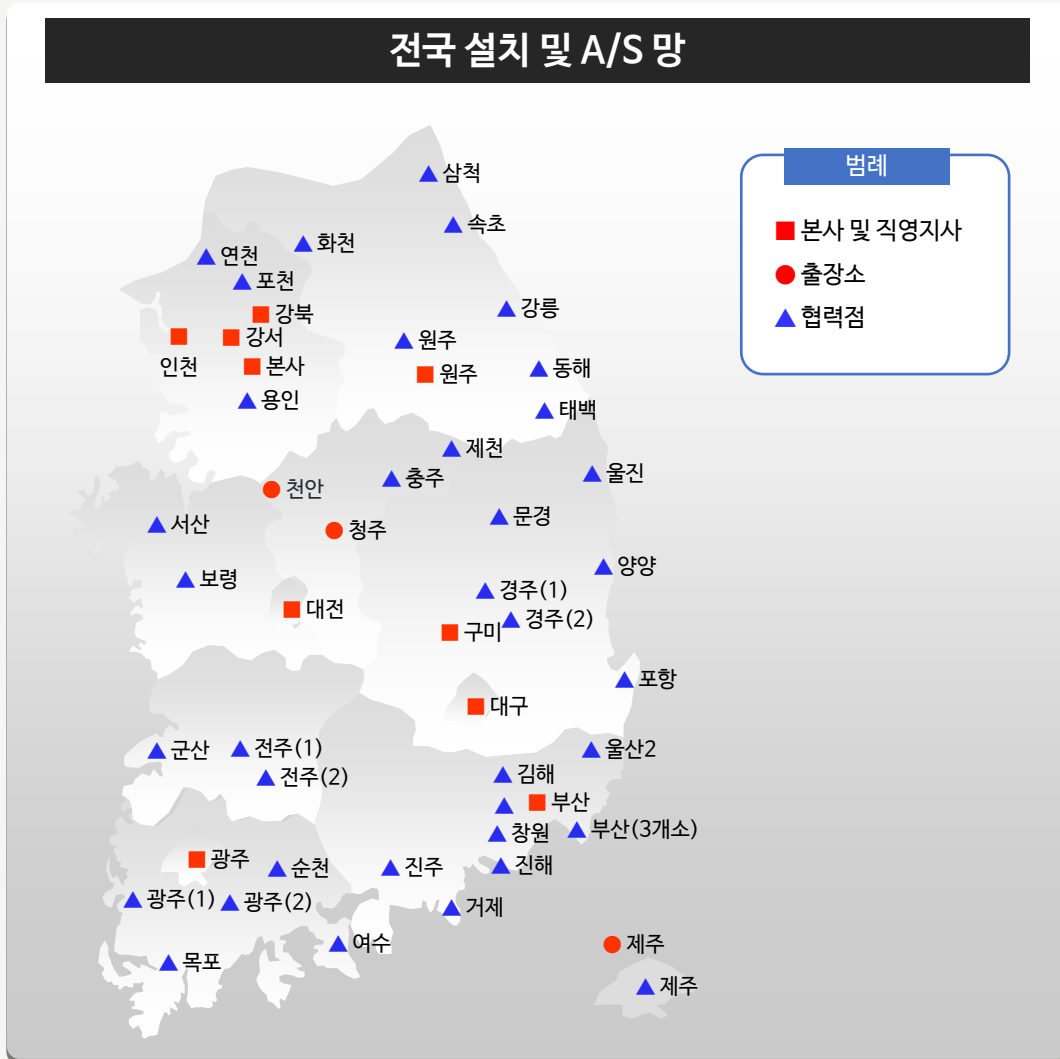 전국 설치 및 A/S 망
범례
본사 및 직영지사
출장소
협력점
삼척
속초
화천
연천
포천
강북
강릉
강서
인천
원주
본사
원주
동해
용인
태백
제천
충주
울진
천안
서산
문경
청주
양양
보령
경주(1)
대전
경주(2)
구미
포항
대구
군산
전주(1)
울산2
전주(2)
김해
부산
창원
부산(3개소)
광주
순천
진주
진해
광주(1)
광주(2)
거제
여수
제주
목포
제주